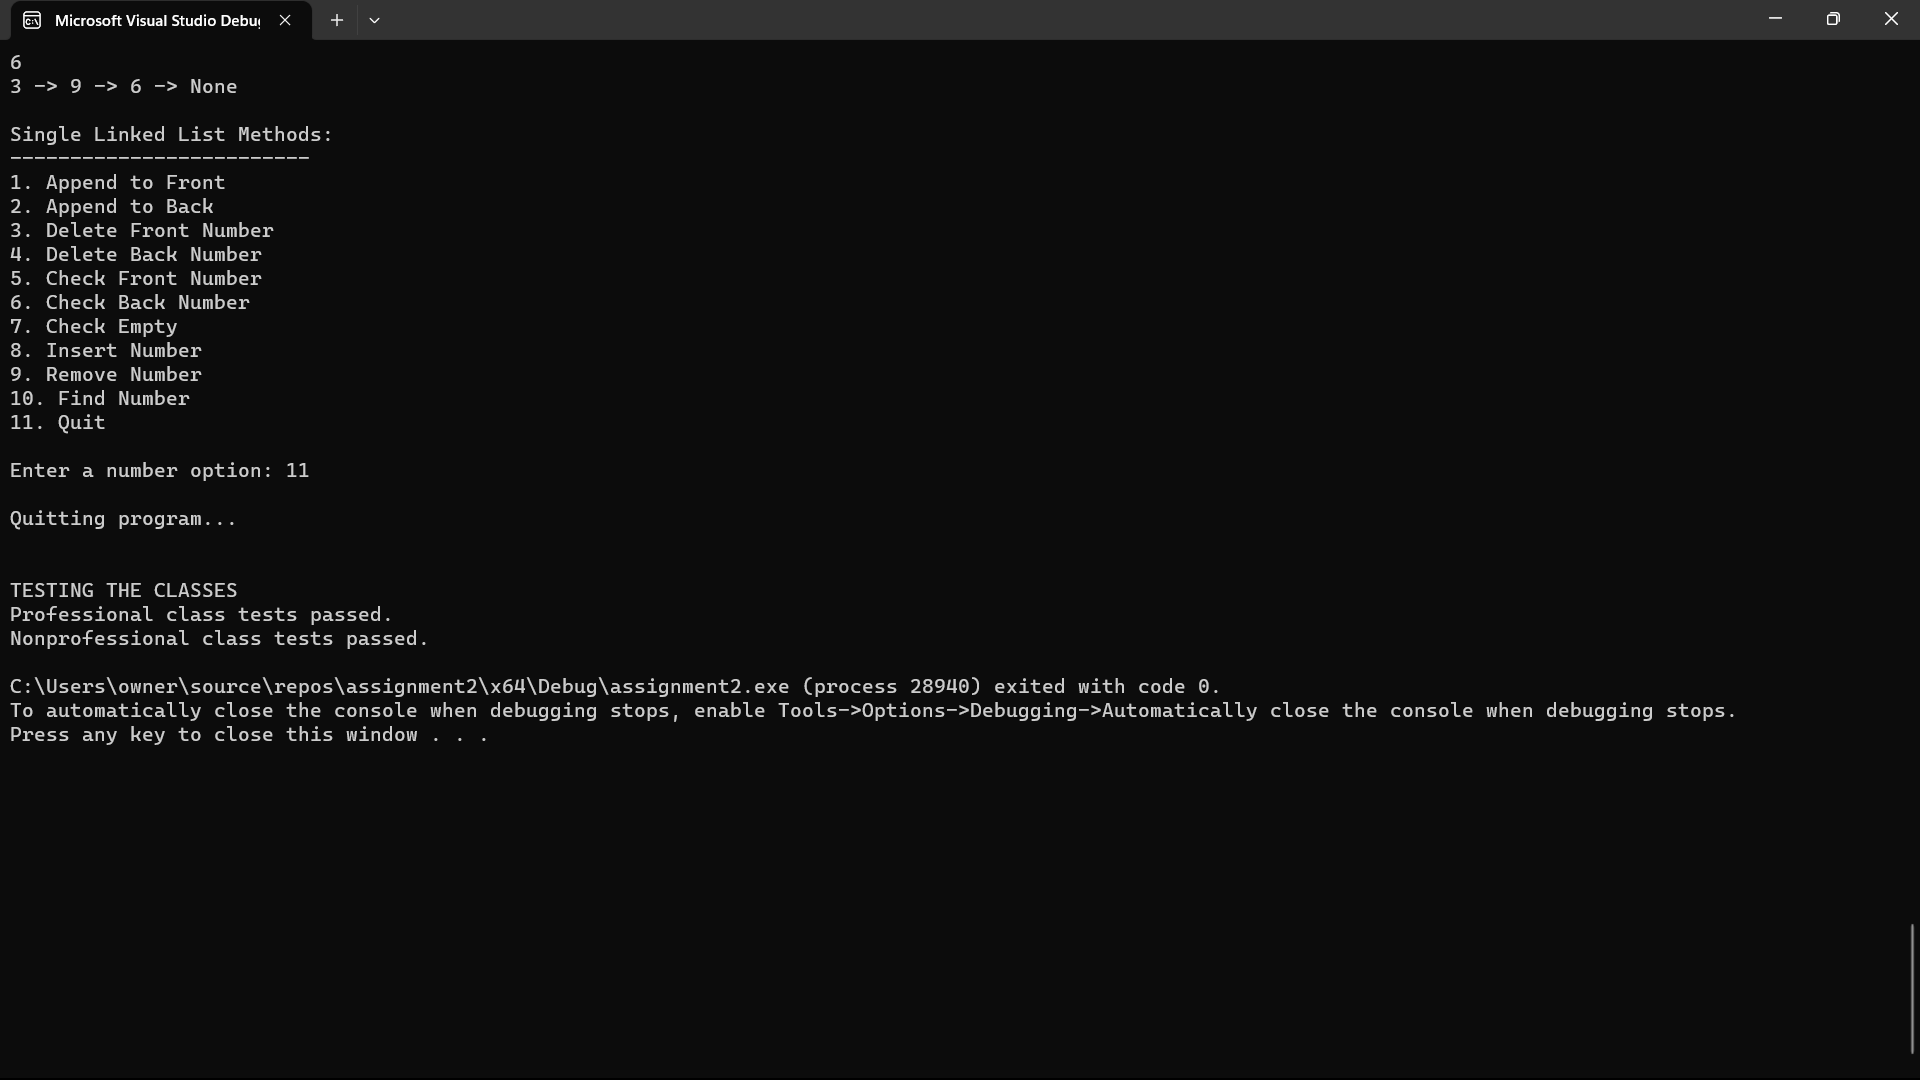 Microsoft Visual Studio Debu
6
3 -> 9 -> 6 -> None
Single Linked List Methods:
-------------------------
1. Append to Front
2. Append to Back
3. Delete Front Number
4. Delete Back Number
5. Check Front Number
6. Check Back Number
7. Check Empty
8. Insert Number
9. Remove Number
10. Find Number
11. Quit
Enter a number option: 11
Quitting program...
TESTING THE CLASSES
Professional class tests passed.
Nonprofessional class tests passed.
C:\Users\owner\source\repos\assignment2\x64\Debug\assignment2.exe (process 28940) exited with code 0.
To automatically close the console when debugging stops, enable Tools->Options->Debugging->Automatically close the console when debugging stops.
Press any key to close this window . . .